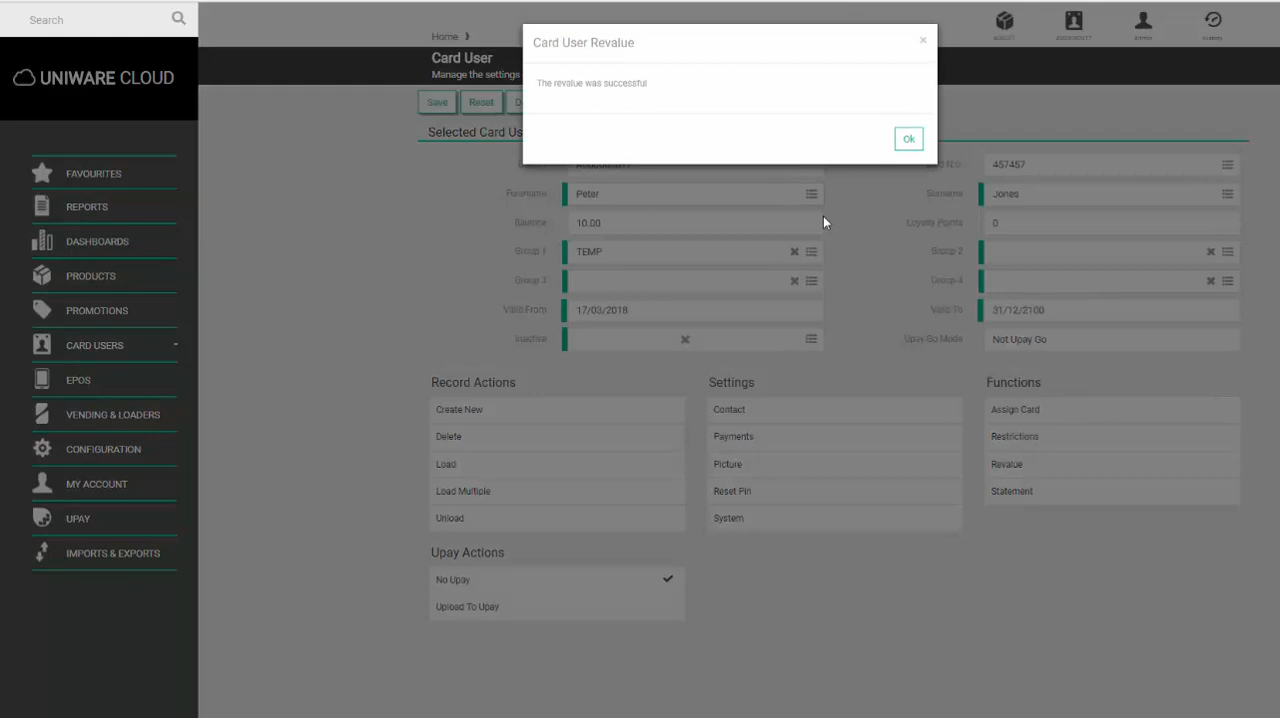 Search
UNIWARE CLOUD
FAVOURITES
REPORTS
DASHBOARDS
PRODUCTS
PROMOTIONS
CARD USERS
EPOS
VENDING & LOADERS
CONFIGURATION
MY ACCOUNT
UPAY
IMPORTS & EXPORTS
Home
Card User
Manage the settings
Save
Reset
Selected Card Us
Card User Revalue
×
The revalue was successful
Ok
Admin
457457
Forename
Peter
Surname
Jones
Balance
10.00
Loyalty Points
0
Group 1
TEMP
Group 2
Group 3
Group 4
Valid From
17/03/2018
Valid To
31/12/2100
Inactive
Upay Go Mode
Not Upay Go
Record Actions
Create New
Delete
Load
Load Multiple
Unload
Settings
Contact
Payments
Picture
Reset Pin
System
Functions
Assign Card
Restrictions
Revalue
Statement
Upay Actions
No Upay
Upload To Upay